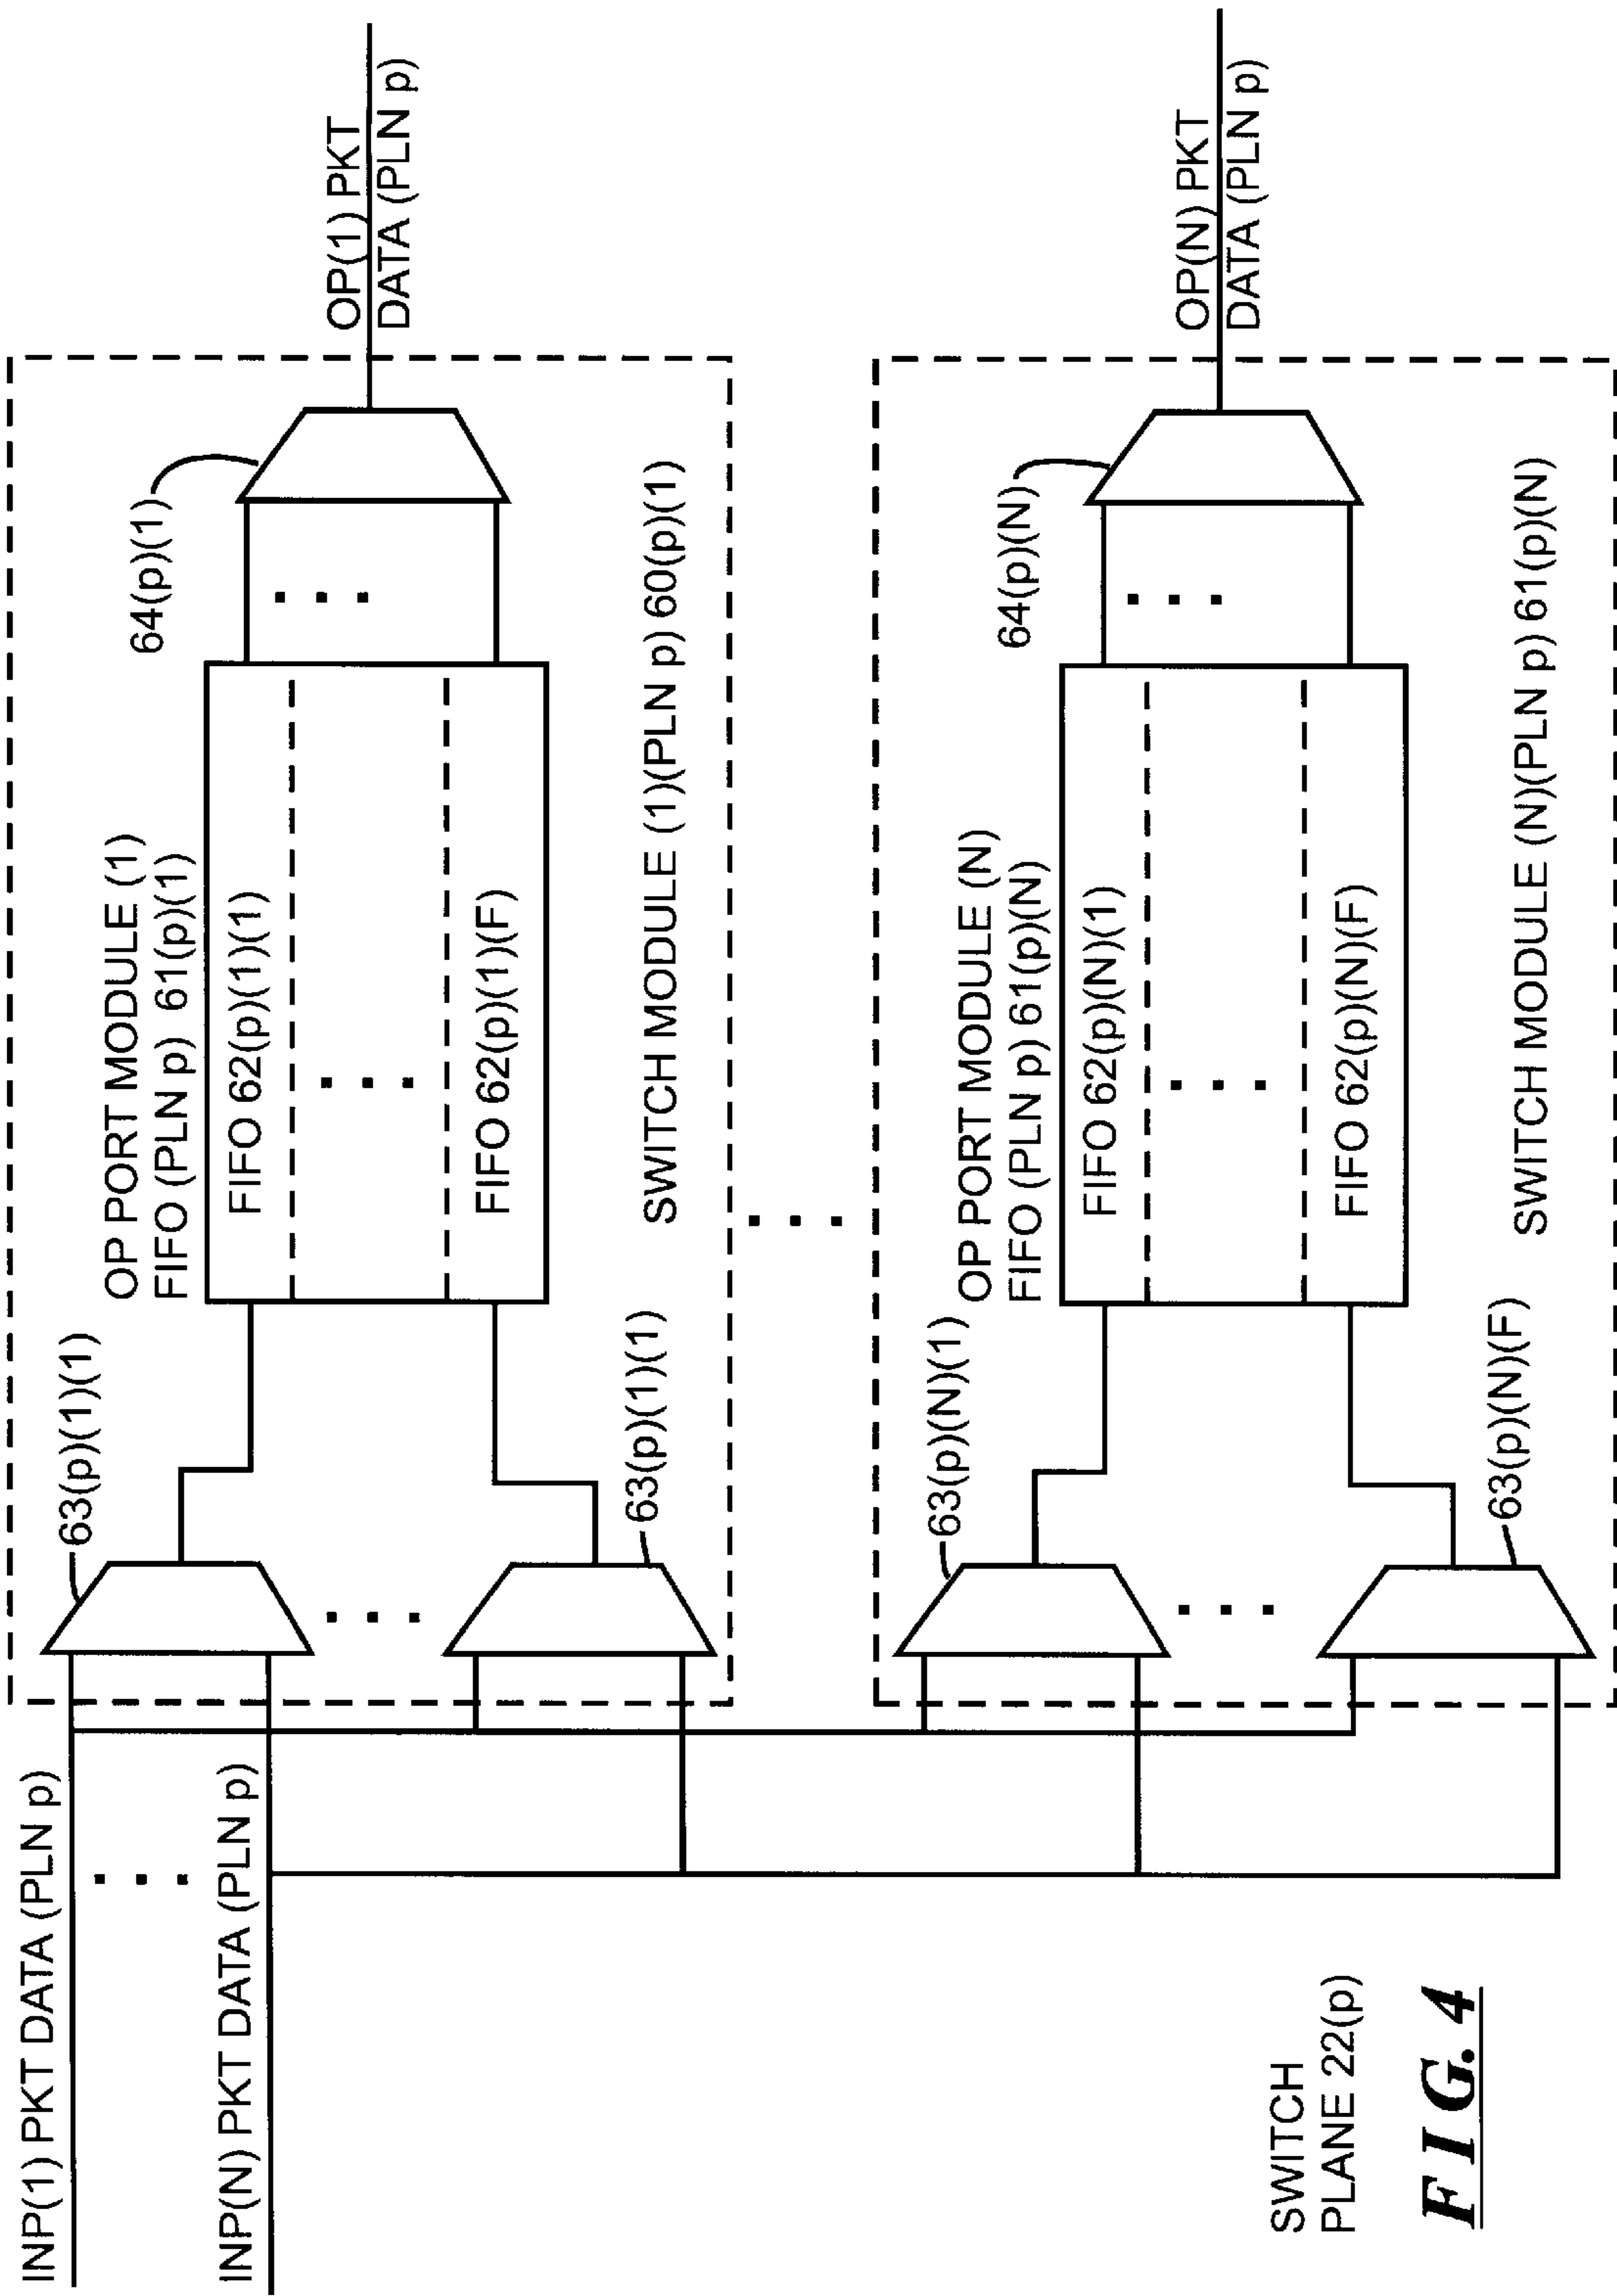 INP(1) PKT DATA (PLN p)
INP(N) PKT DATA (PLN p)
63(p)(1)(1)
63(p)(1)(1)
OP PORT MODULE (1)
FIFO (PLN p) 61(p)(1)
FIFO 62(p)(1)(1)
FIFO 62(p)(1)(F)
64(p)(1)
SWITCH MODULE (1)(PLN p) 60(p)(1)
OP(1) PKT
DATA (PLN p)
63(p)(N)(1)
63(p)(N)(F)
OP PORT MODULE (N)
FIFO (PLN p) 61(p)(N)
FIFO 62(p)(N)(1)
FIFO 62(p)(N)(F)
64(p)(N)
SWITCH MODULE (N)(PLN p) 61(p)(N)
OP(N) PKT
DATA (PLN p)
SWITCH
PLANE 22(p)
FIG. 4